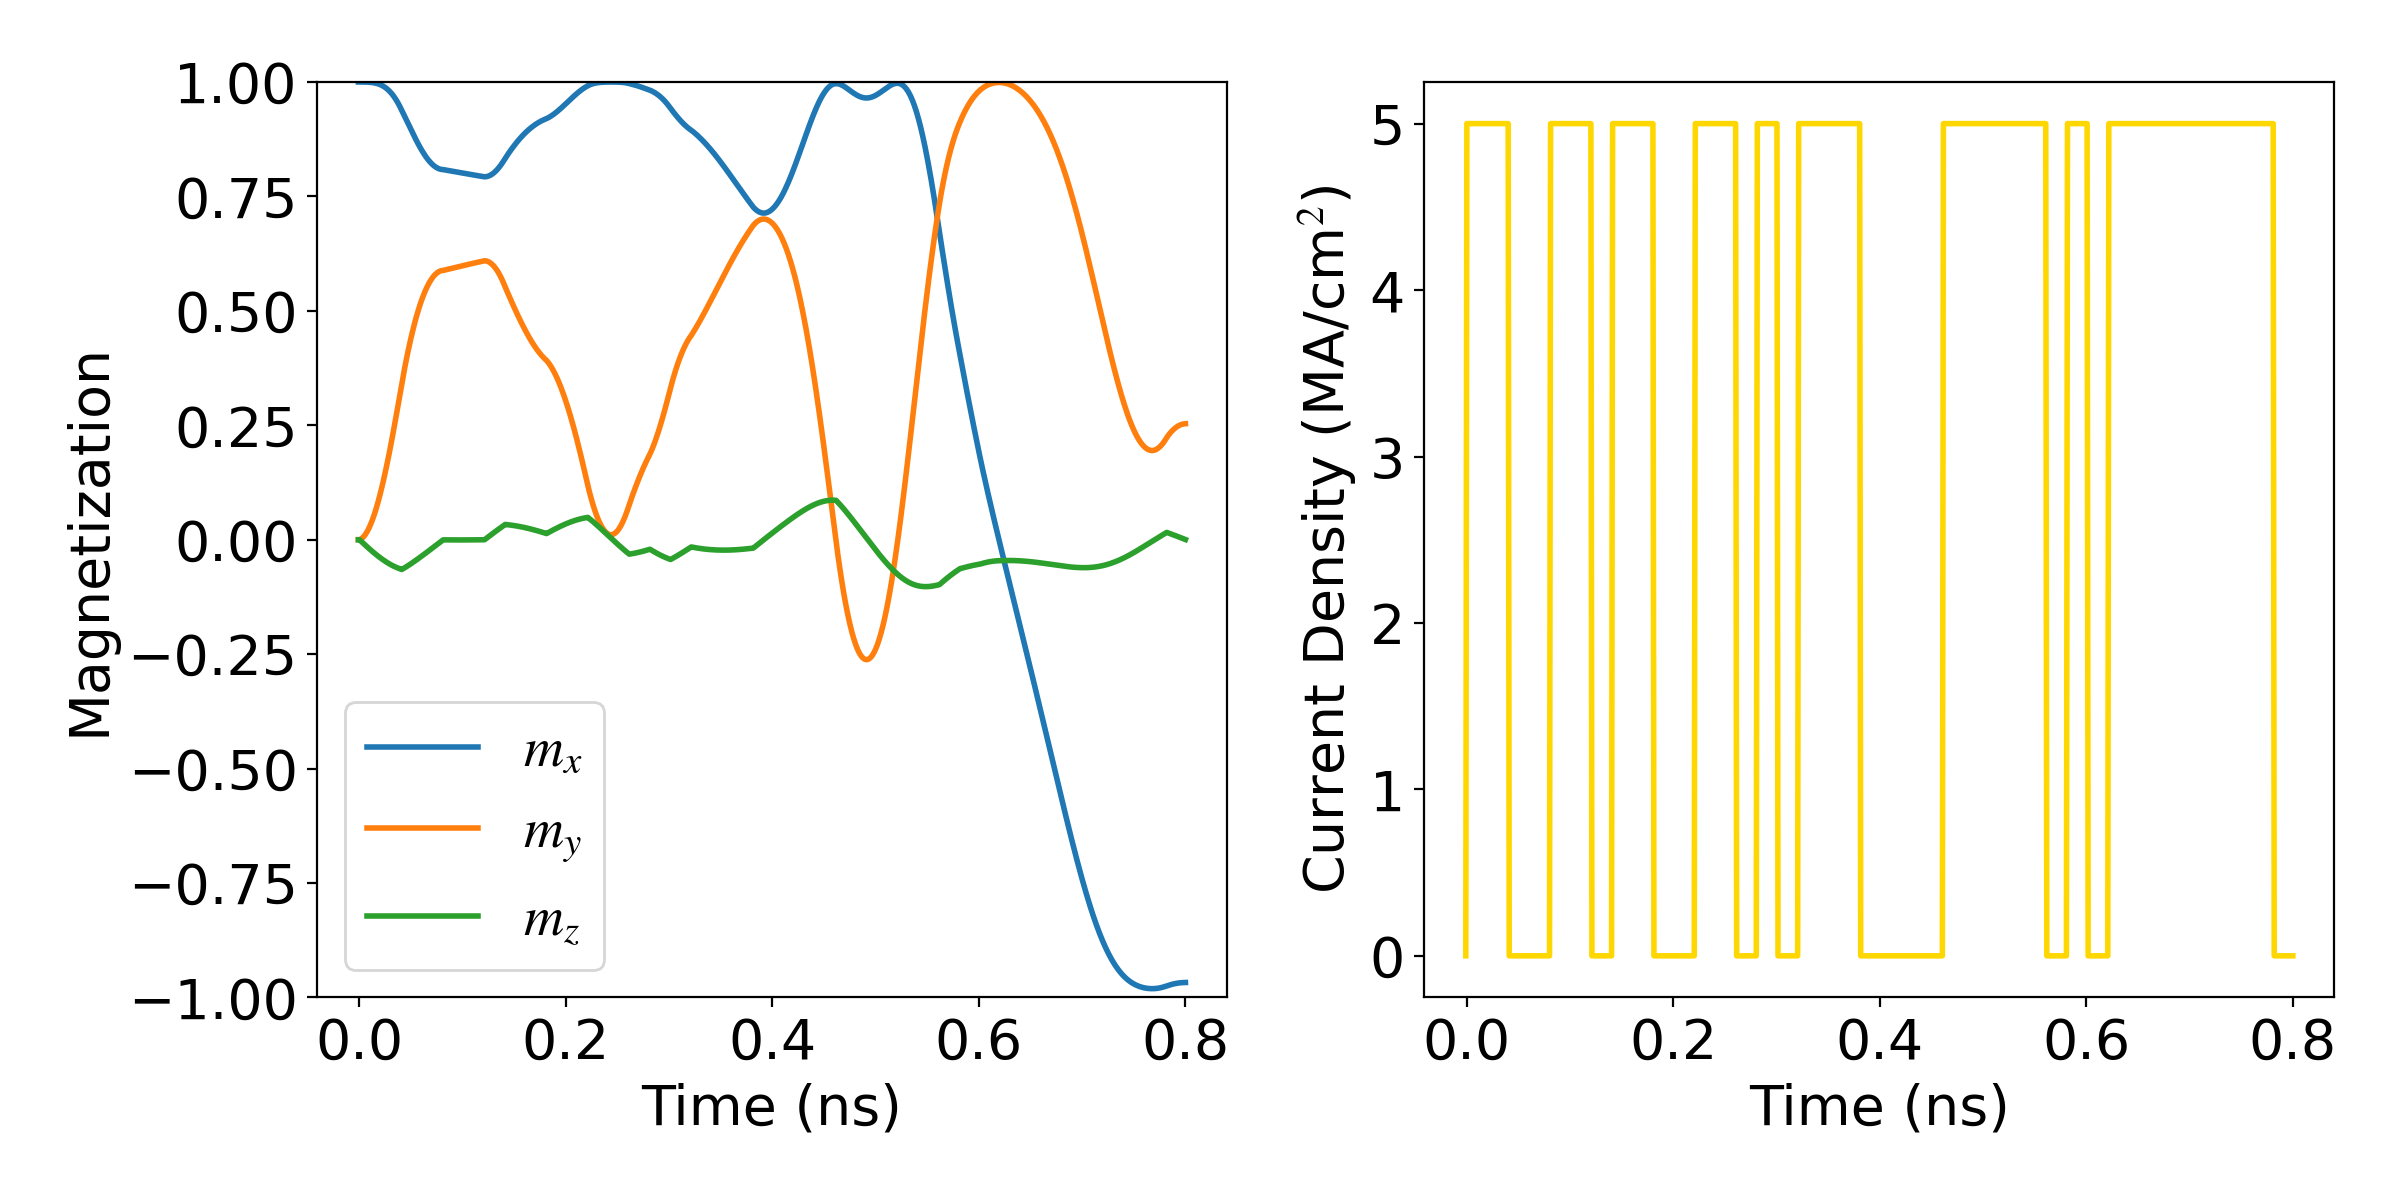 Magnetization
1.00
0.75
0.50
0.25
0.00
−0.25
−0.50
−0.75
−1.00
m_x
m_y
m_z
0.0 0.2 0.4 0.6 0.8
Time (ns)
Current Density (MA/cm²)
5
4
3
2
1
0
0.0 0.2 0.4 0.6 0.8
Time (ns)